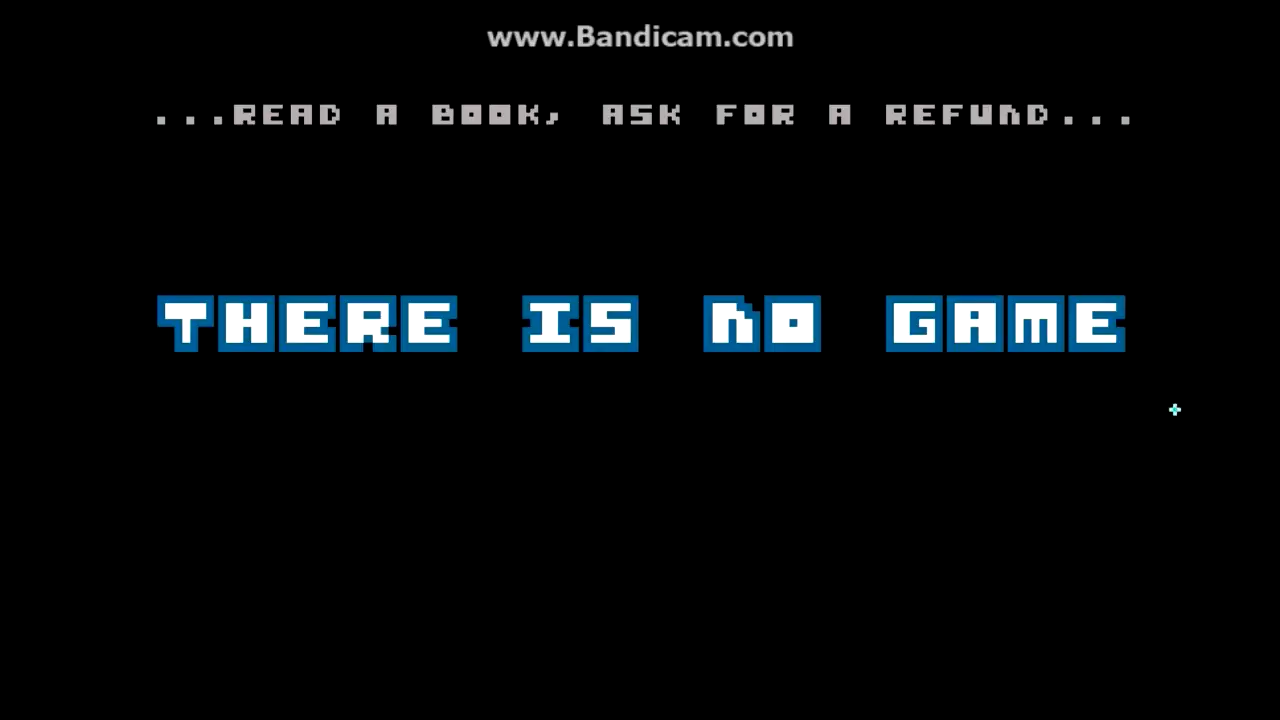 www.Bandicam.com
...READ A BOOK, ASK FOR A REFUND...
THERE IS NO GAME